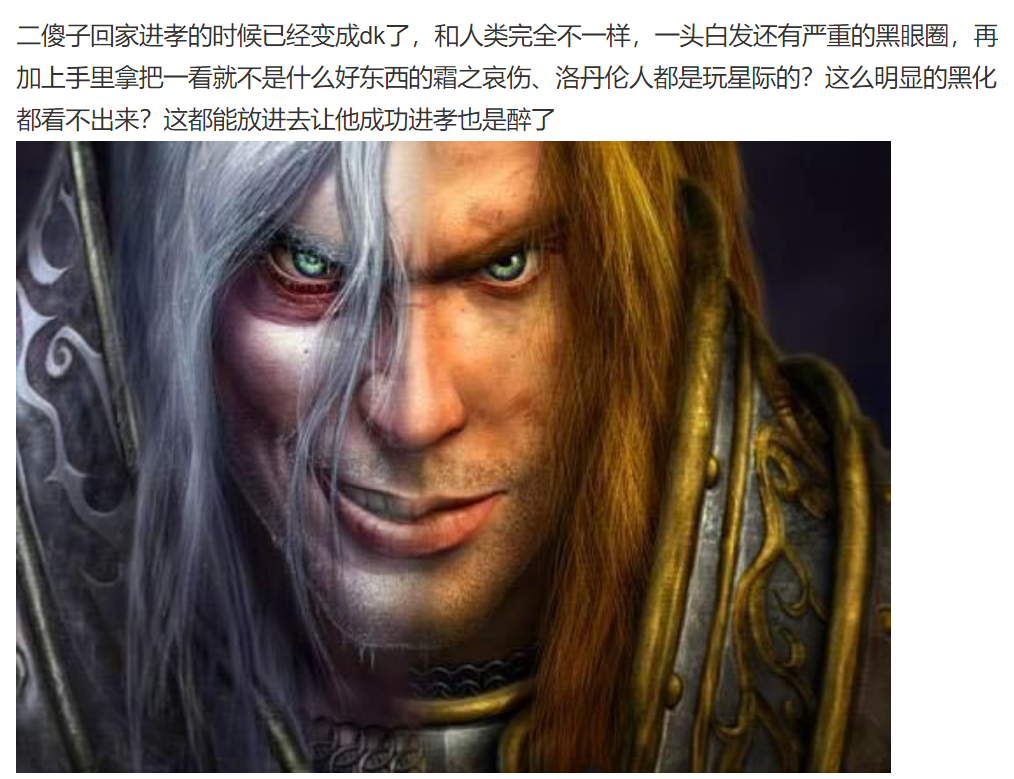 二傻子回家进孝的时候已经变成dk了，和人类完全不一样，一头白发还有严重的黑眼圈，再
加上手里拿把一看就不是什么好东西的霜之哀伤、洛丹伦人都是玩星际的？这么明显的黑化
都看不出来？这都能放进去让他成功进孝也是醉了